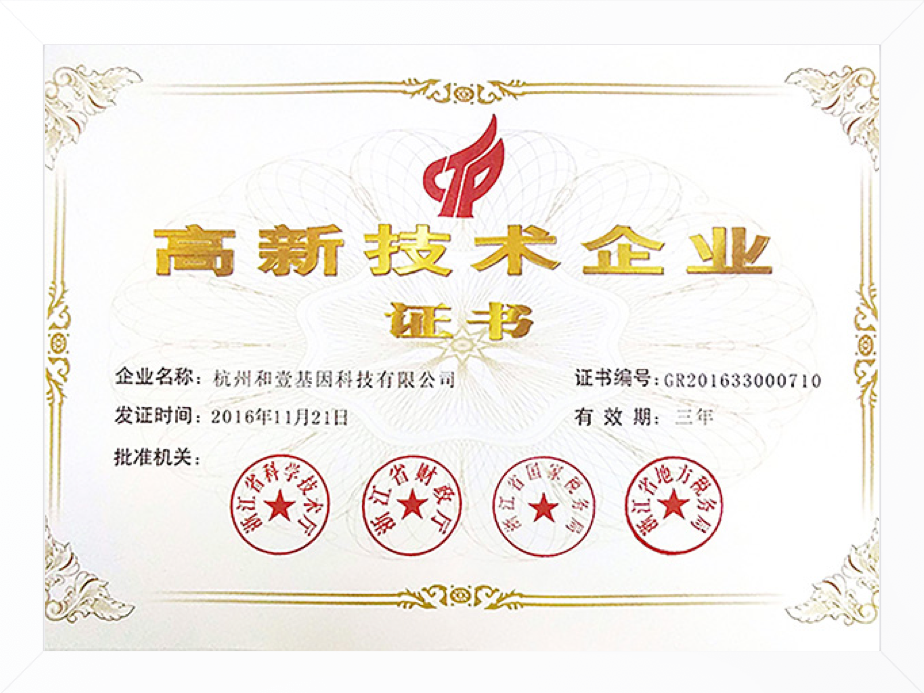 CTP
高新技术企业
证书
企业名称：杭州和壹基因科技有限公司
证书编号：GR201633000710
发证时间：2016年11月21日
有效期：三年
批准机关：
浙江省科学技术厅
浙江省财政厅
浙江省国家税务局
浙江省地方税务局